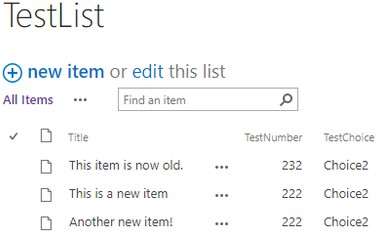 TestList
new item or edit this list
All Items ... Find an item
Title TestNumber TestChoice
This item is now old. ... 232 Choice2
This is a new item ... 222 Choice2
Another new item! ... 222 Choice2